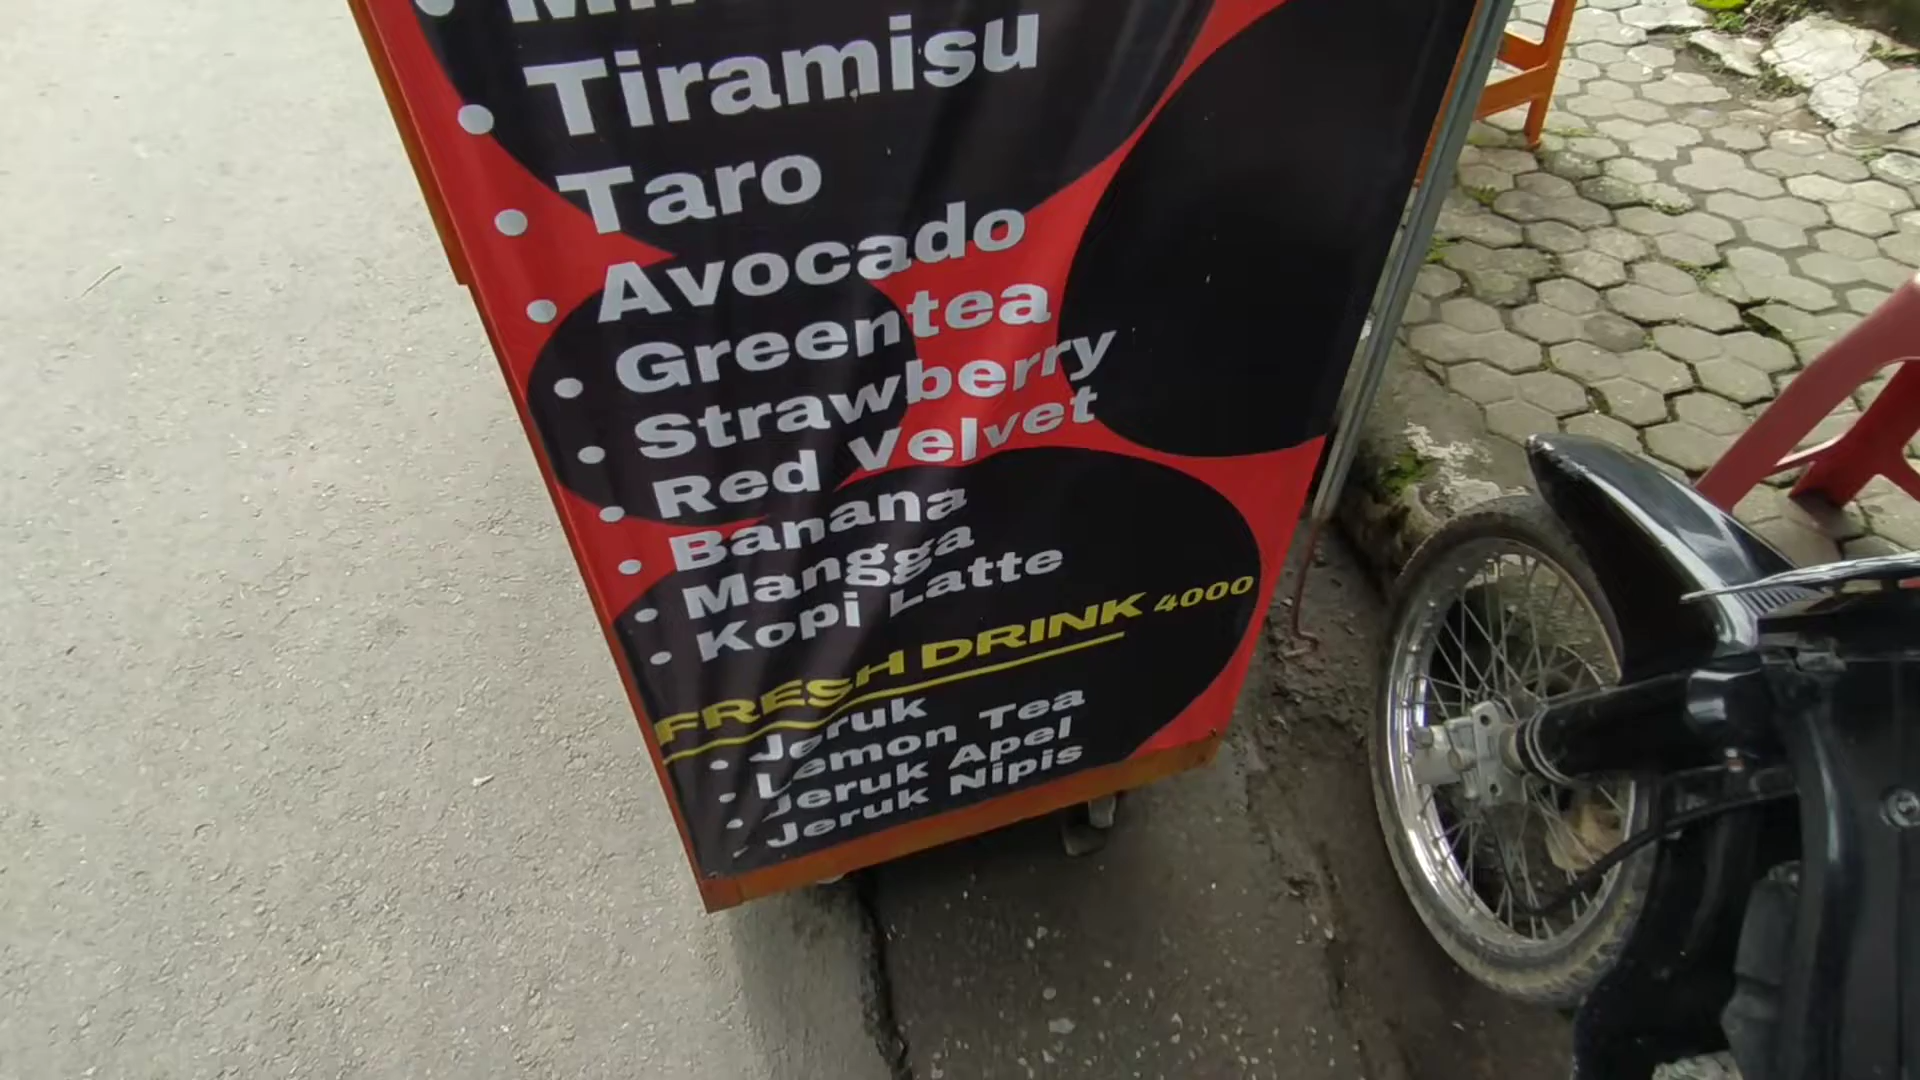 • Tiramisu
• Taro
• Avocado
• Greentea
• Strawberry
• Red Velvet
• Banana
• Mangga
• Kopi Latte
FRESH DRINK 4000
• Jeruk
• Lemon Tea
• Jeruk Apel
• Jeruk Nipis